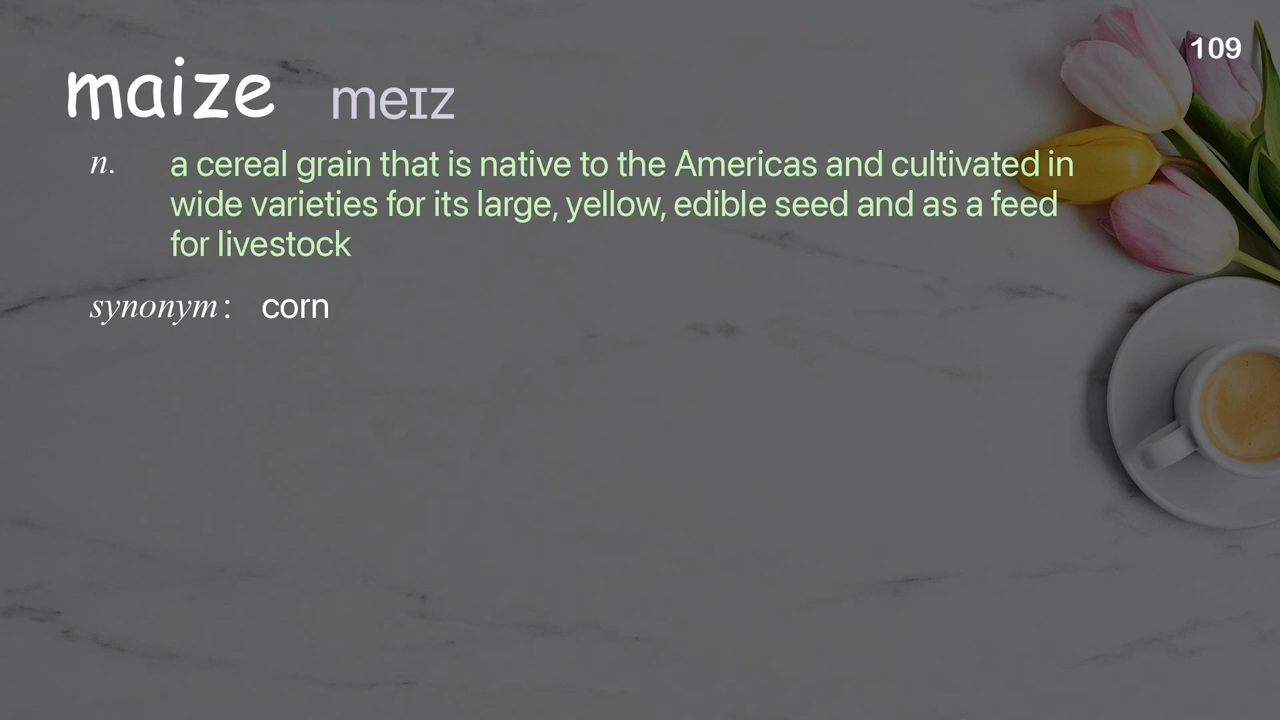 109
maize meɪz
n. a cereal grain that is native to the Americas and cultivated in
wide varieties for its large, yellow, edible seed and as a feed
for livestock
synonym: corn